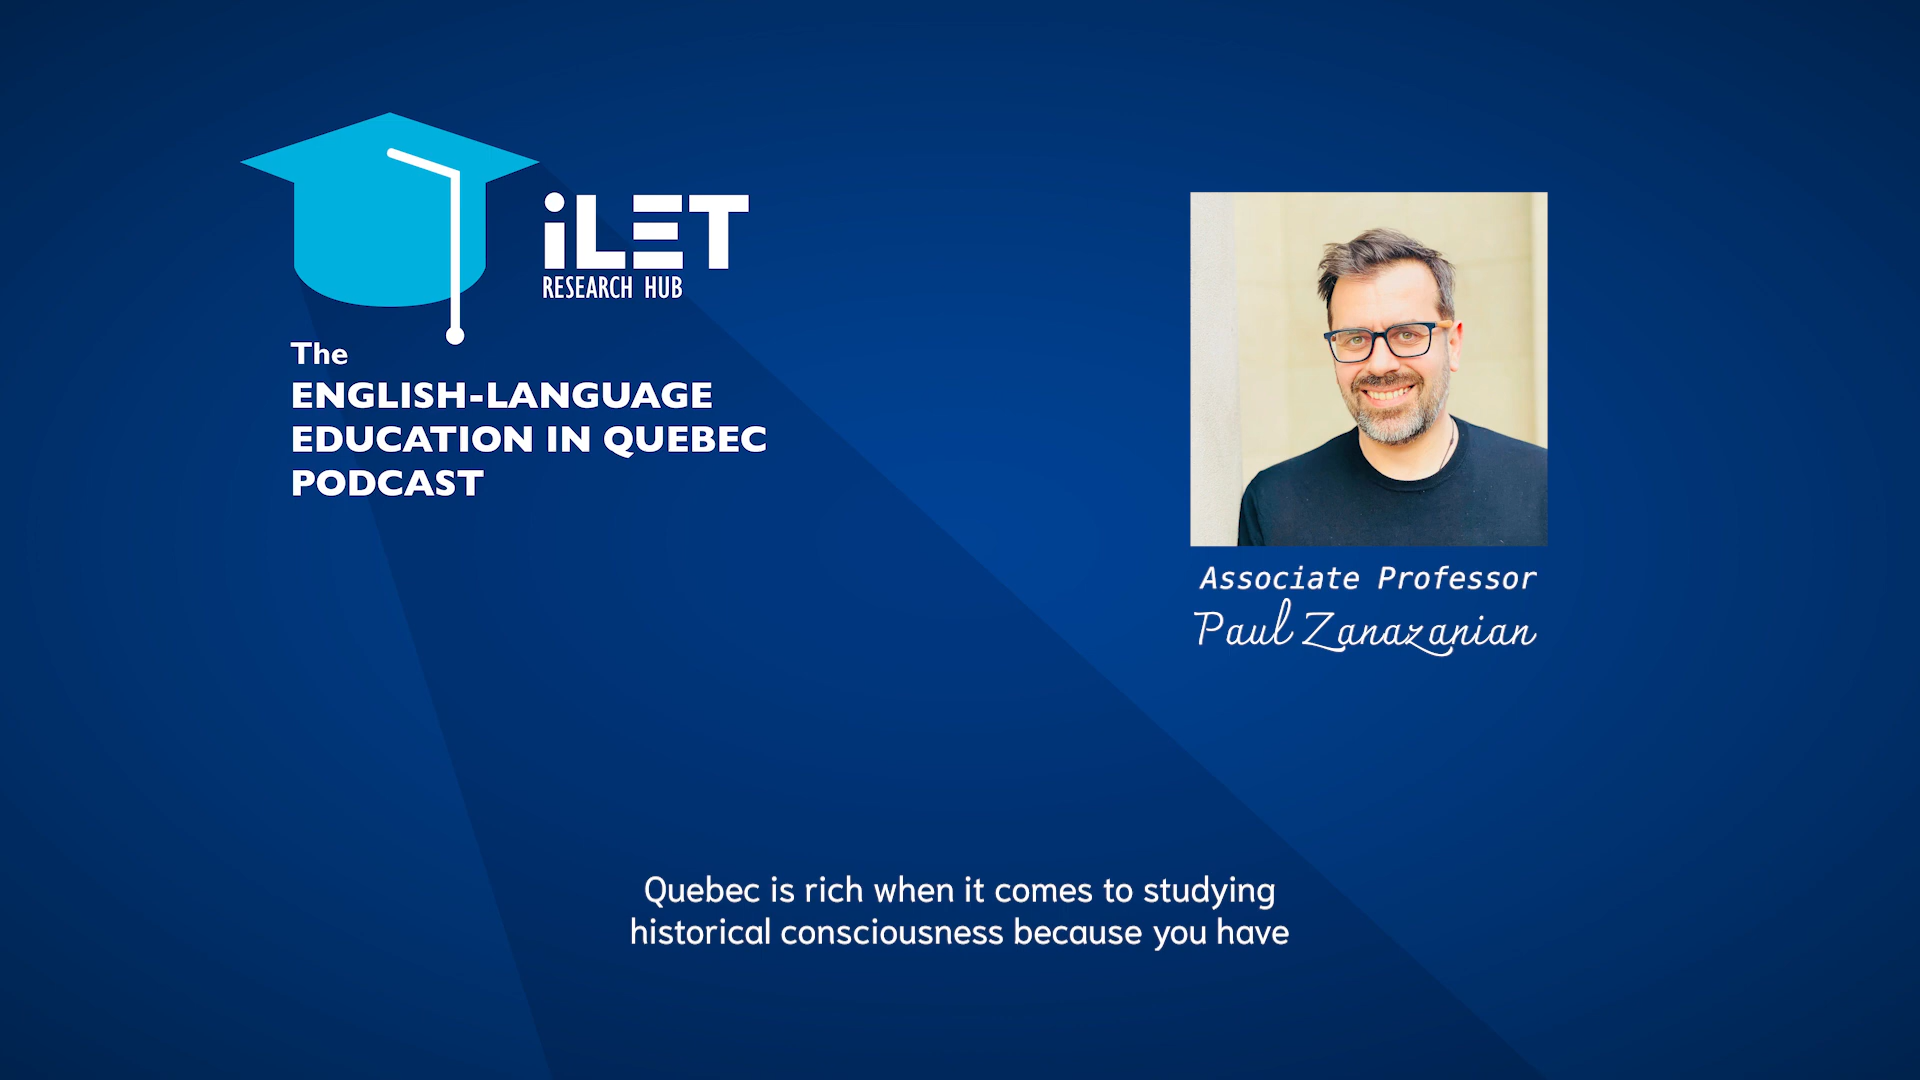 iLET
RESEARCH HUB
The
ENGLISH-LANGUAGE
EDUCATION IN QUEBEC
PODCAST
Associate Professor
Paul Zanazanian
Quebec is rich when it comes to studying
historical consciousness because you have